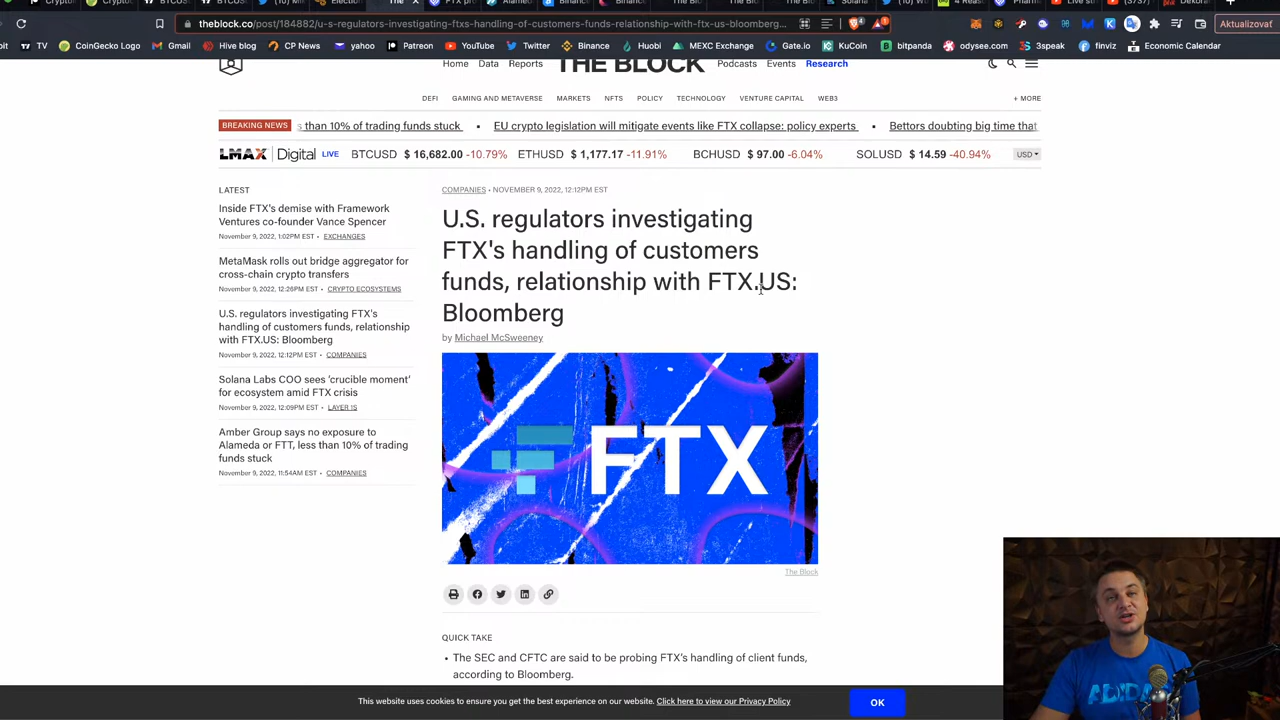 theblock.co/post/184882/u-s-regulators-investigating-ftxs-handling-of-customers-funds-relationship-with-ftx-us-bloomberg...
4
Aktualizovať
TV
CoinGecko Logo
Gmail
Hive blog
CP News
yahoo
Patreon
YouTube
Twitter
Binance
Huobi
MEXC Exchange
Gate.io
KuCoin
bitpanda
odysee.com
3speak
finviz
Economic Calendar
Home Data Reports THE BLOCK Podcasts Events Research
DEFI GAMING AND METAVERSE MARKETS NFTS POLICY TECHNOLOGY VENTURE CAPITAL WEB3 + MORE
BREAKING NEWS s than 10% of trading funds stuck • EU crypto legislation will mitigate events like FTX collapse: policy experts • Bettors doubting big time that
LMAX Digital LIVE BTCUSD $ 16,682.00 -10.79% ETHUSD $ 1,177.17 -11.91% BCHUSD $ 97.00 -6.04% SOLUSD $ 14.59 -40.94% USD
LATEST
Inside FTX's demise with Framework
Ventures co-founder Vance Spencer
November 9, 2022, 1:02PM EST • EXCHANGES
MetaMask rolls out bridge aggregator for
cross-chain crypto transfers
November 9, 2022, 12:26PM EST • CRYPTO ECOSYSTEMS
U.S. regulators investigating FTX's
handling of customers funds, relationship
with FTX.US: Bloomberg
November 9, 2022, 12:12PM EST • COMPANIES
Solana Labs COO sees 'crucible moment'
for ecosystem amid FTX crisis
November 9, 2022, 12:09PM EST • LAYER 1S
Amber Group says no exposure to
Alameda or FTT, less than 10% of trading
funds stuck
November 9, 2022, 11:54AM EST • COMPANIES
COMPANIES • NOVEMBER 9, 2022, 12:12PM EST
U.S. regulators investigating
FTX's handling of customers
funds, relationship with FTX.US:
Bloomberg
by Michael McSweeney
FTX
The Block
QUICK TAKE
• The SEC and CFTC are said to be probing FTX's handling of client funds,
according to Bloomberg.
This website uses cookies to ensure you get the best experience on our website. Click here to view our Privacy Policy
OK